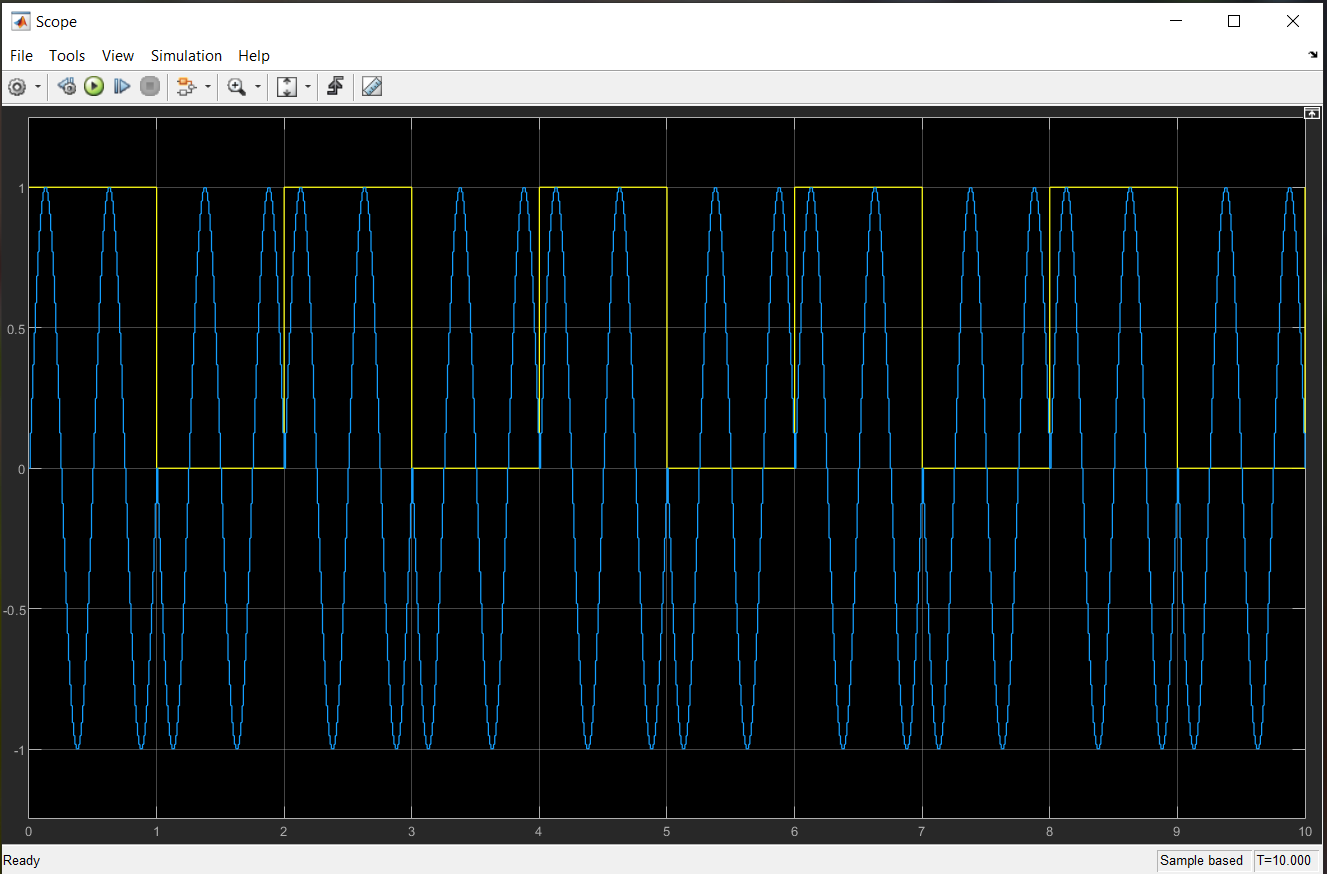 Scope
File Tools View Simulation Help
1
0.5
0
-0.5
-1
0 1 2 3 4 5 6 7 8 9 10
Ready Sample based T=10.000